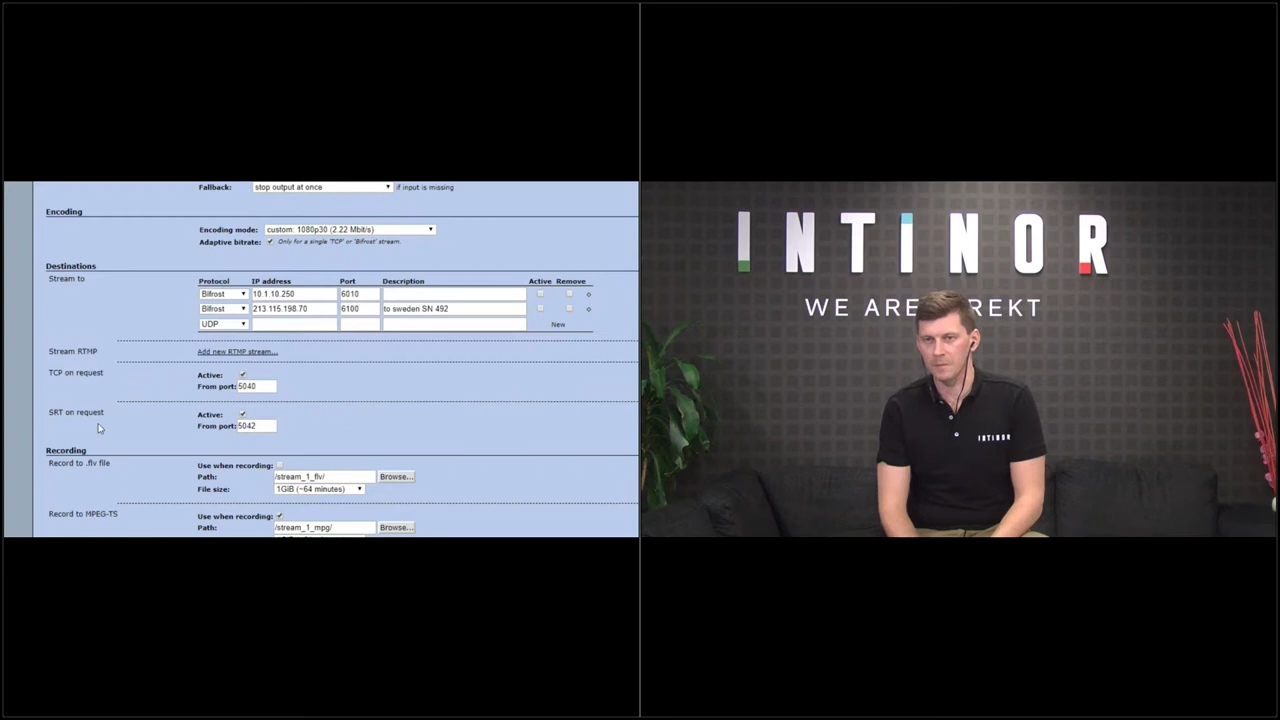 Fallback: stop output at once if input is missing
Encoding
Encoding mode: custom: 1080p30 (2.22 Mbit/s)
Adaptive bitrate: Only for a single 'TCP' or 'Bifrost' stream.
Destinations
Stream to Protocol IP address Port Description Active Remove
Bifrost 10.1.10.250 6010
Bifrost 213.115.198.70 6100 to sweden SN 492
UDP New
Stream RTMP Add new RTMP stream...
TCP on request Active:
From port: 5040
SRT on request Active:
From port: 5042
Recording
Record to .flv file Use when recording:
Path: /stream_1_flv/ Browse...
File size: 1GiB (~64 minutes)
Record to MPEG-TS Use when recording:
Path: /stream_1_mpg/ Browse...
INTINOR
WE ARE REKT
INTINOR